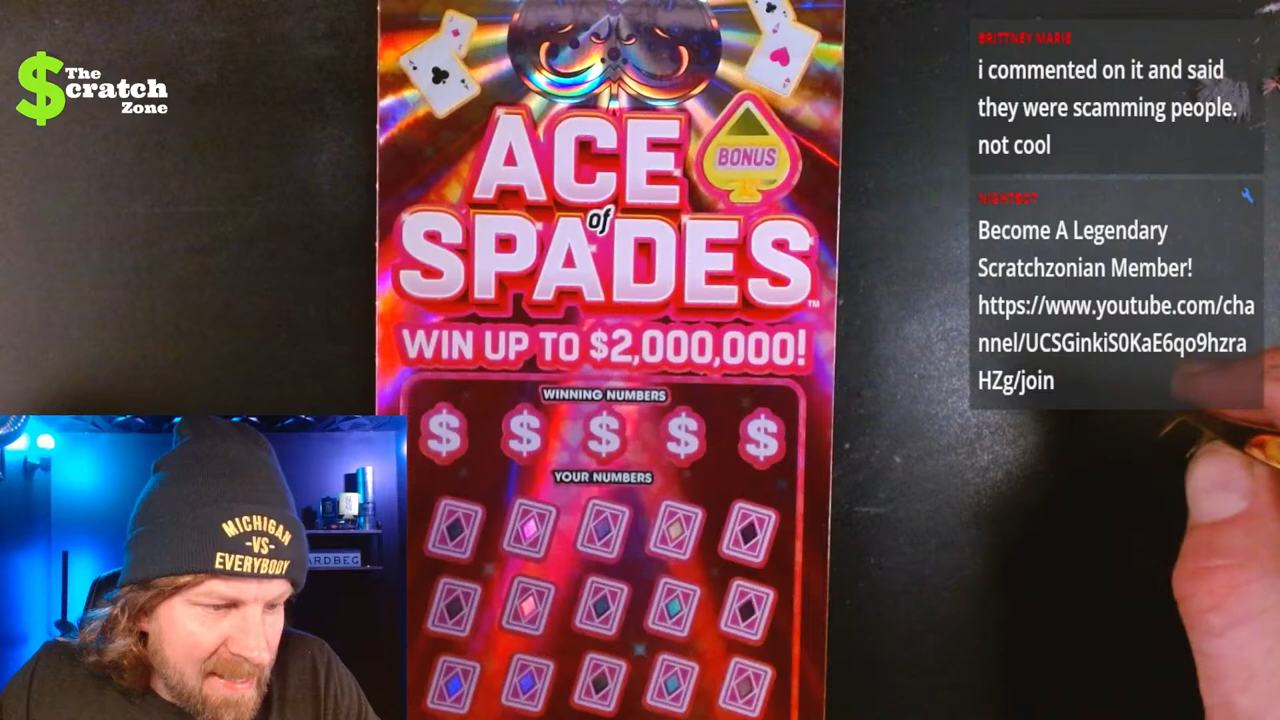 The
$cratch
Zone
ACE
BONUS
of
SPADES
TM
WIN UP TO $2,000,000!
WINNING NUMBERS
$ $ $ $ $
YOUR NUMBERS
MICHIGAN
-VS-
EVERYBODY
ARDBEG
BRITTNEY MARIE
i commented on it and said
they were scamming people.
not cool
NIGHTBOT
Become A Legendary
Scratchzonian Member!
https://www.youtube.com/cha
nnel/UCSGinkiS0KaE6qo9hzra
HZg/join